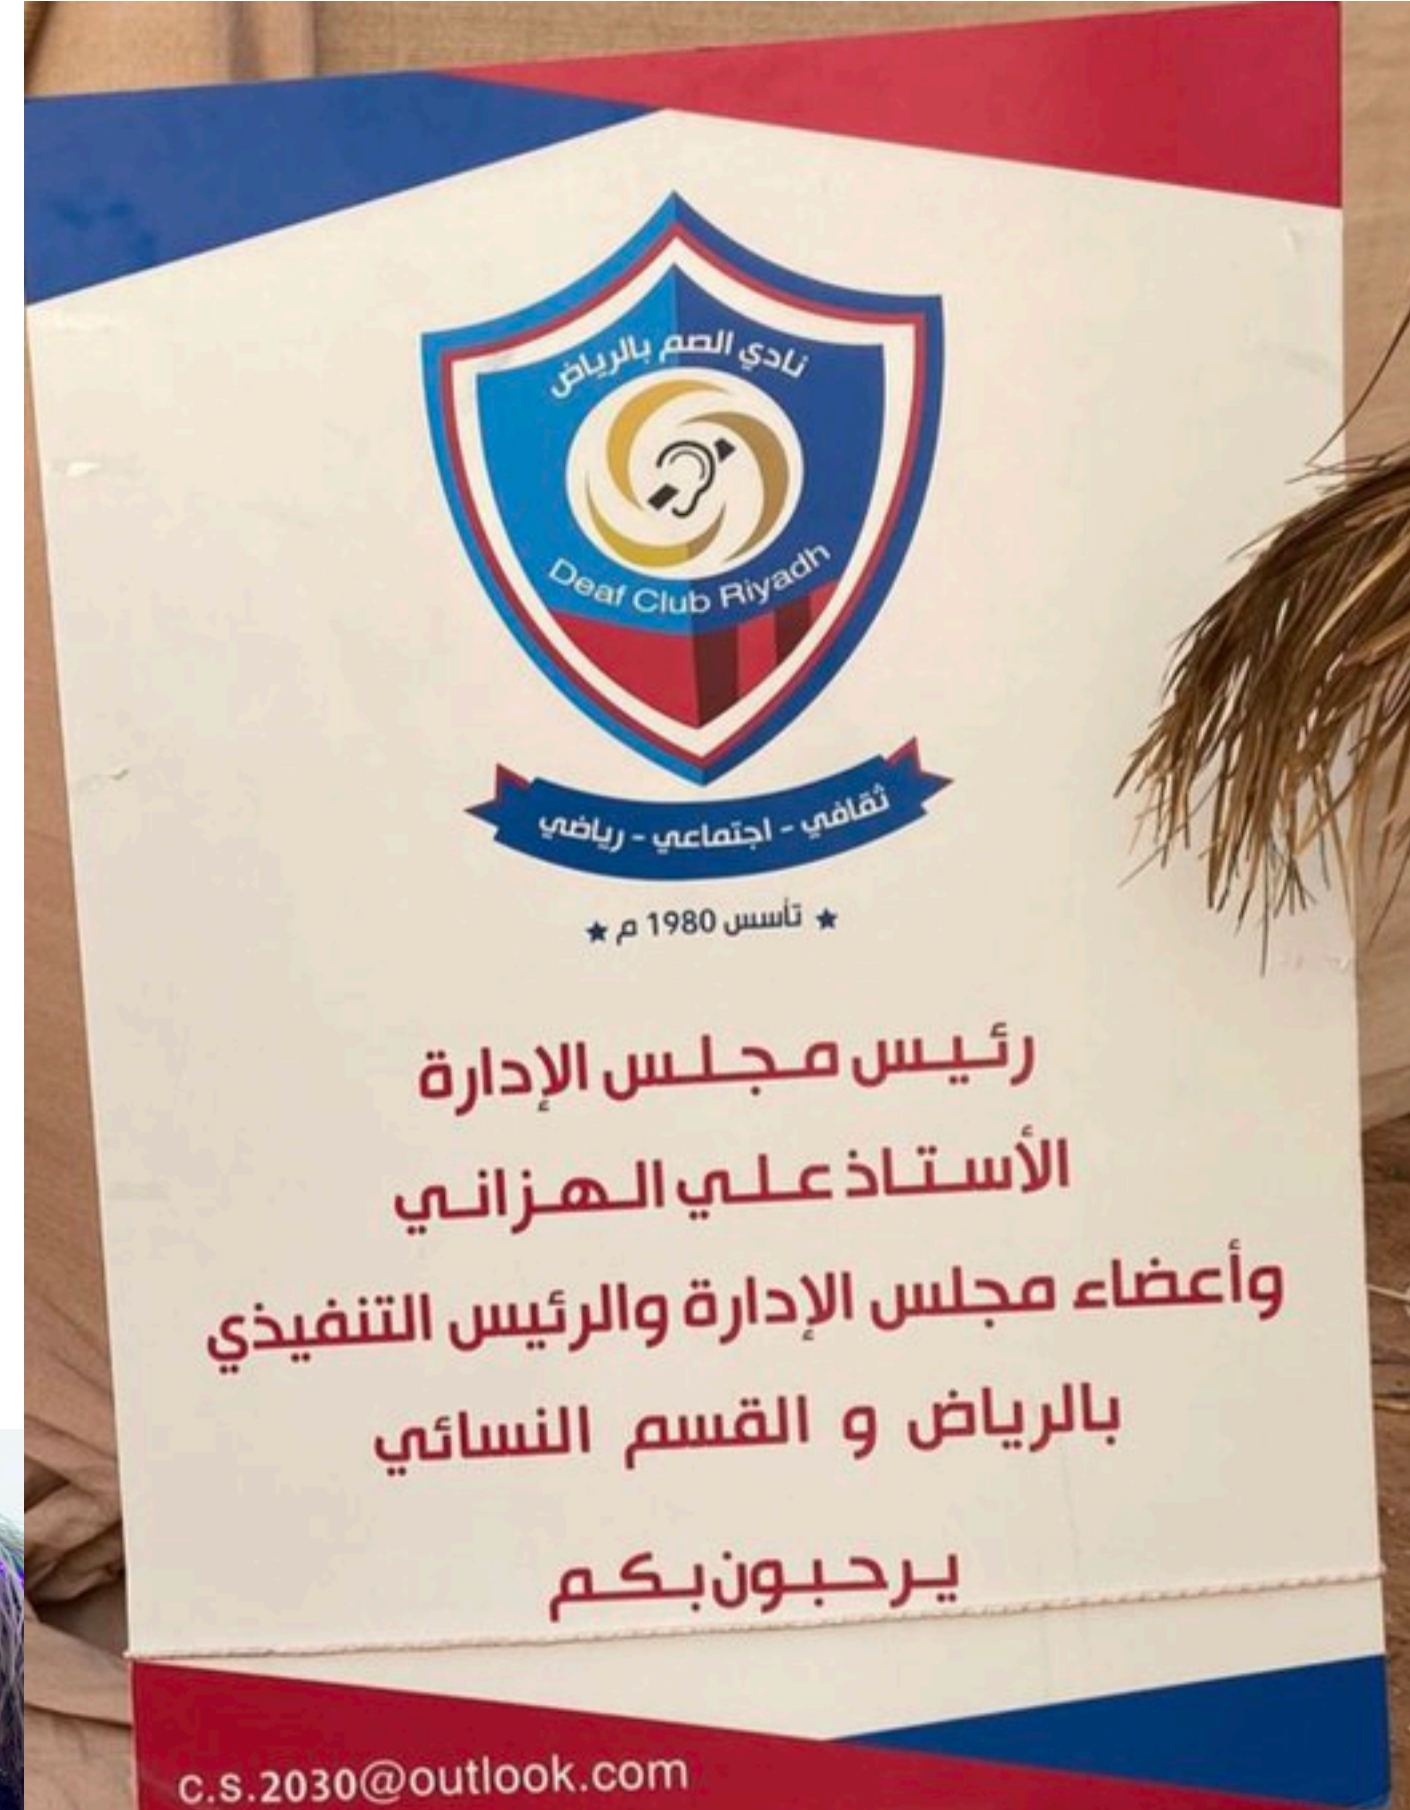 نادي الصم بالرياض
Deaf Club Riyadh
ثقافي - اجتماعي - رياضي
★ تأسس 1980 م ★
رئيس مجلس الإدارة
الأستاذ علي الهزاني
وأعضاء مجلس الإدارة والرئيس التنفيذي
بالرياض و القسم النسائي
يرحبون بكم
c.s.2030@outlook.com